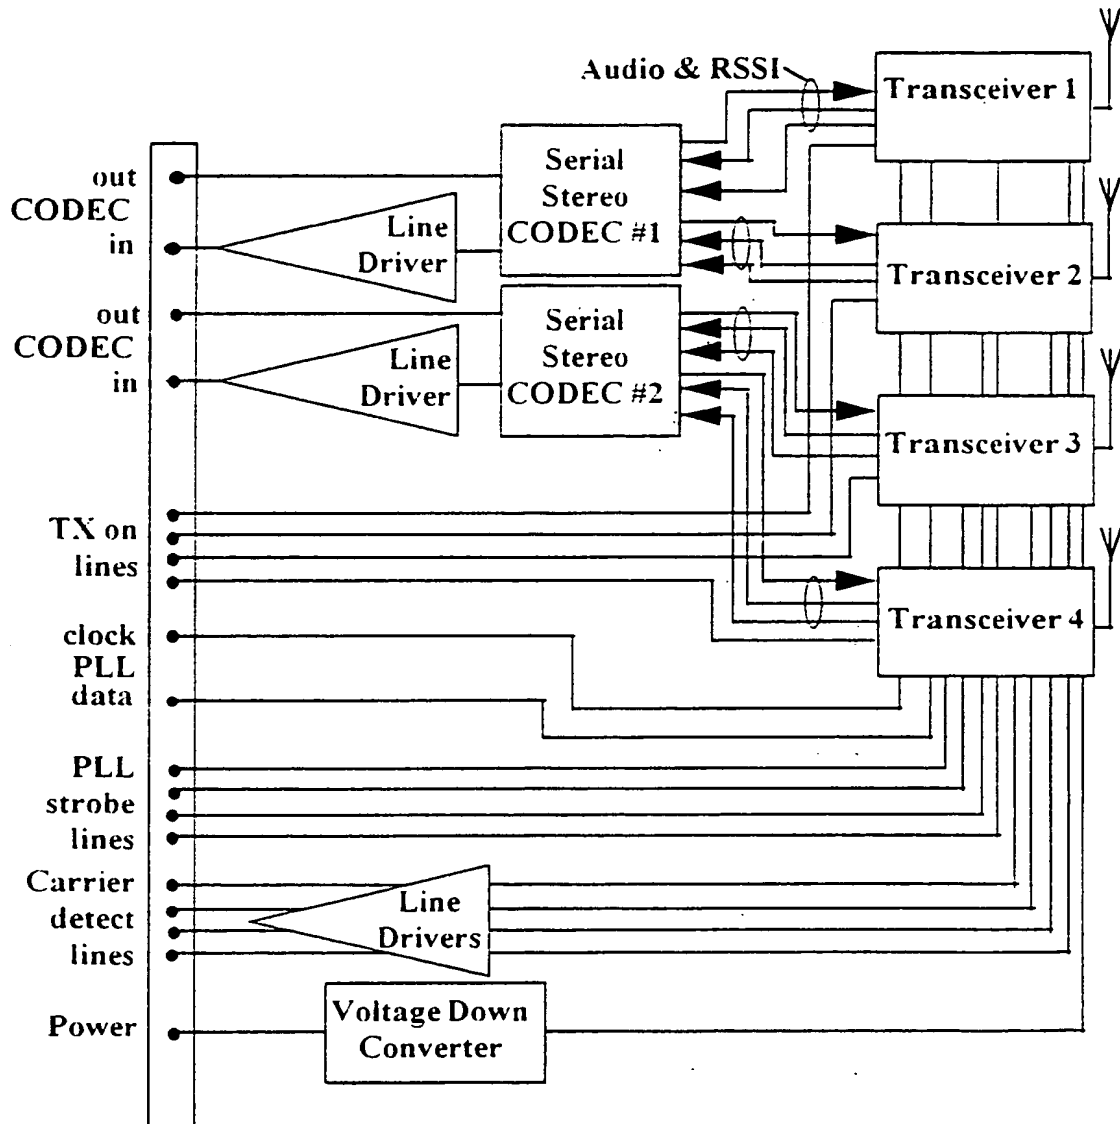 Audio & RSSI
Transceiver 1
Serial
Stereo
CODEC #1
out
CODEC
in
Line
Driver
Transceiver 2
out
CODEC
in
Line
Driver
Serial
Stereo
CODEC #2
Transceiver 3
TX on
lines
Transceiver 4
clock
PLL
data
PLL
strobe
lines
Carrier
detect
lines
Line
Drivers
Power
Voltage Down
Converter